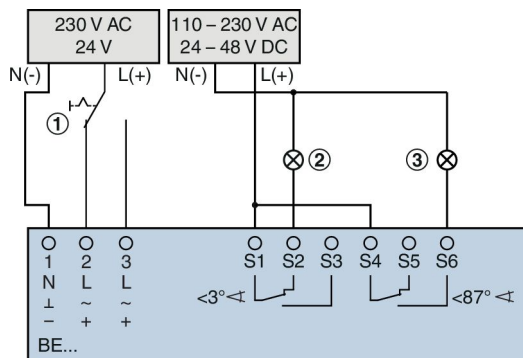 230 V AC
24 V
110 – 230 V AC
24 – 48 V DC
N(-)
L(+)
N(-)
L(+)
1
2
3
1
2
3
S1
S2
S3
S4
S5
S6
N
L
L
⊥
~
~
<3°∢
<87°∢
–
+
+
BE...